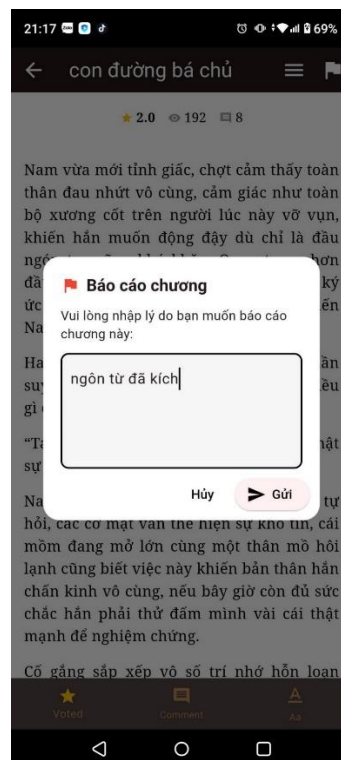 21:17 69%
con đường bá chủ
2.0 192 8
Nam vừa mới tỉnh giấc, chợt cảm thấy toàn
thân đau nhứt vô cùng, cảm giác như toàn
bộ xương cốt trên người lúc này vỡ vụn,
khiến hắn muốn động đậy dù chỉ là đầu
Báo cáo chương
Vui lòng nhập lý do bạn muốn báo cáo
chương này:
ngôn từ đã kích
Hủy Gửi
hỏi, các cơ mặt vẫn thể hiện sự khó tin, cái
mồm đang mở lớn cùng một thân mồ hôi
lạnh cũng biết việc này khiến bản thân hắn
chấn kinh vô cùng, nếu bây giờ còn đủ sức
chắc hẳn phải thử đấm mình vài cái thật
mạnh để nghiệm chứng.
Cố gắng sắp xếp vô số trí nhớ hỗn loạn
Voted Comment Aa